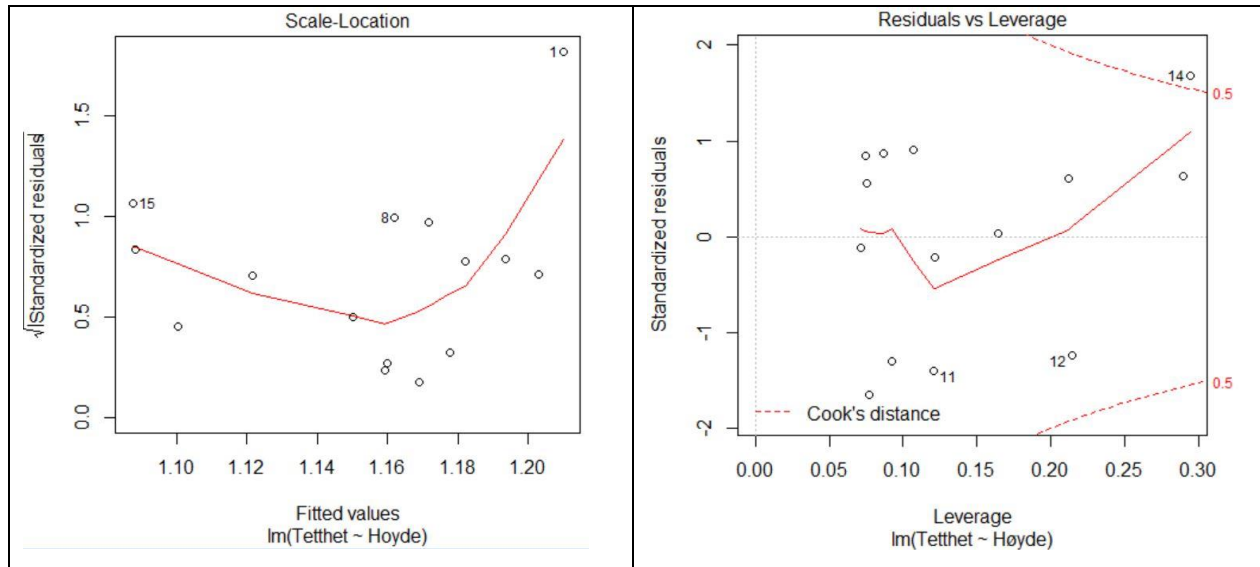 Scale-Location
√|Standardized residuals|
0.0 0.5 1.0 1.5
1
15
8
1.10 1.12 1.14 1.16 1.18 1.20
Fitted values
lm(Tetthet ~ Hoyde)
Residuals vs Leverage
Standardized residuals
-2 -1 0 1 2
14
0.5
11
12
0.5
Cook's distance
0.00 0.05 0.10 0.15 0.20 0.25 0.30
Leverage
lm(Tetthet ~ Høyde)